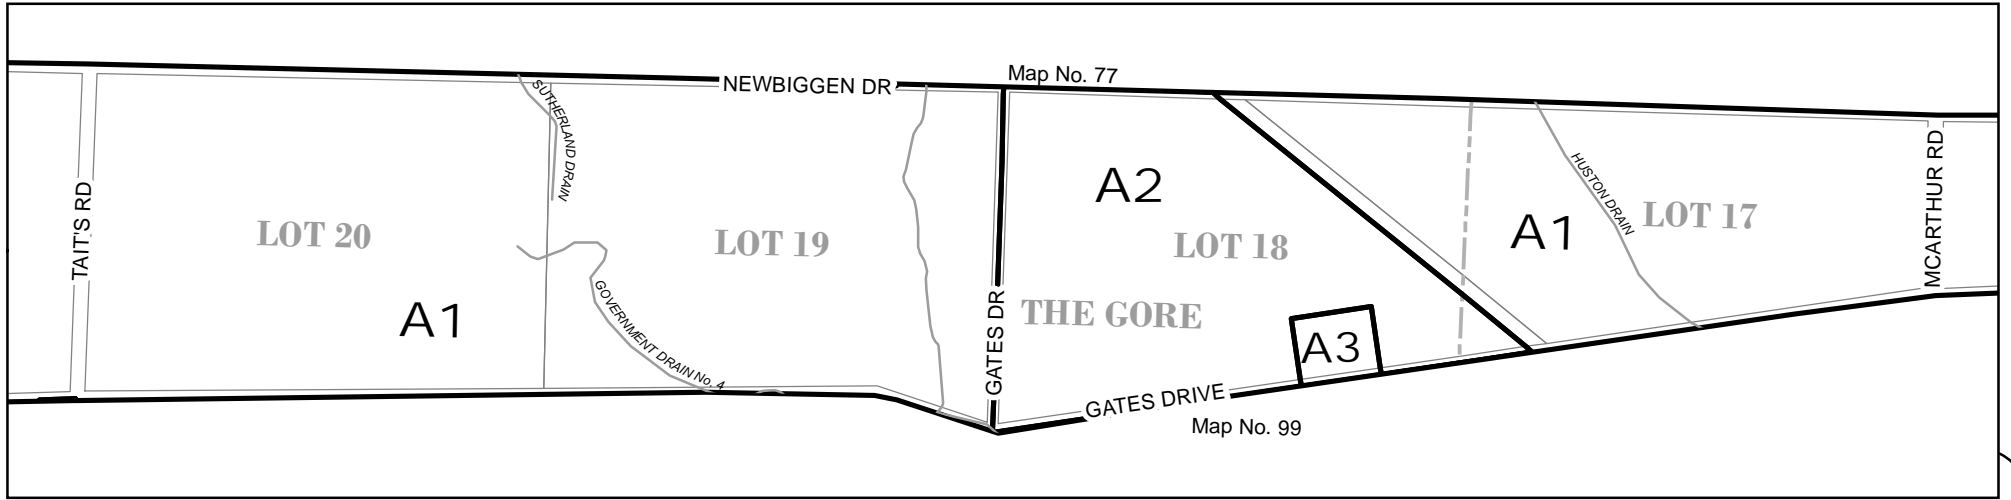 Map No. 77
NEWBIGGEN DR
SUTHERLAND DRAIN
TAIT'S RD
LOT 20
A1
LOT 19
GOVERNMENT DRAIN No. 4
GATES DR
A2
LOT 18
THE GORE
A3
A1
HUSTON DRAIN
LOT 17
MCARTHUR RD
GATES DRIVE
Map No. 99